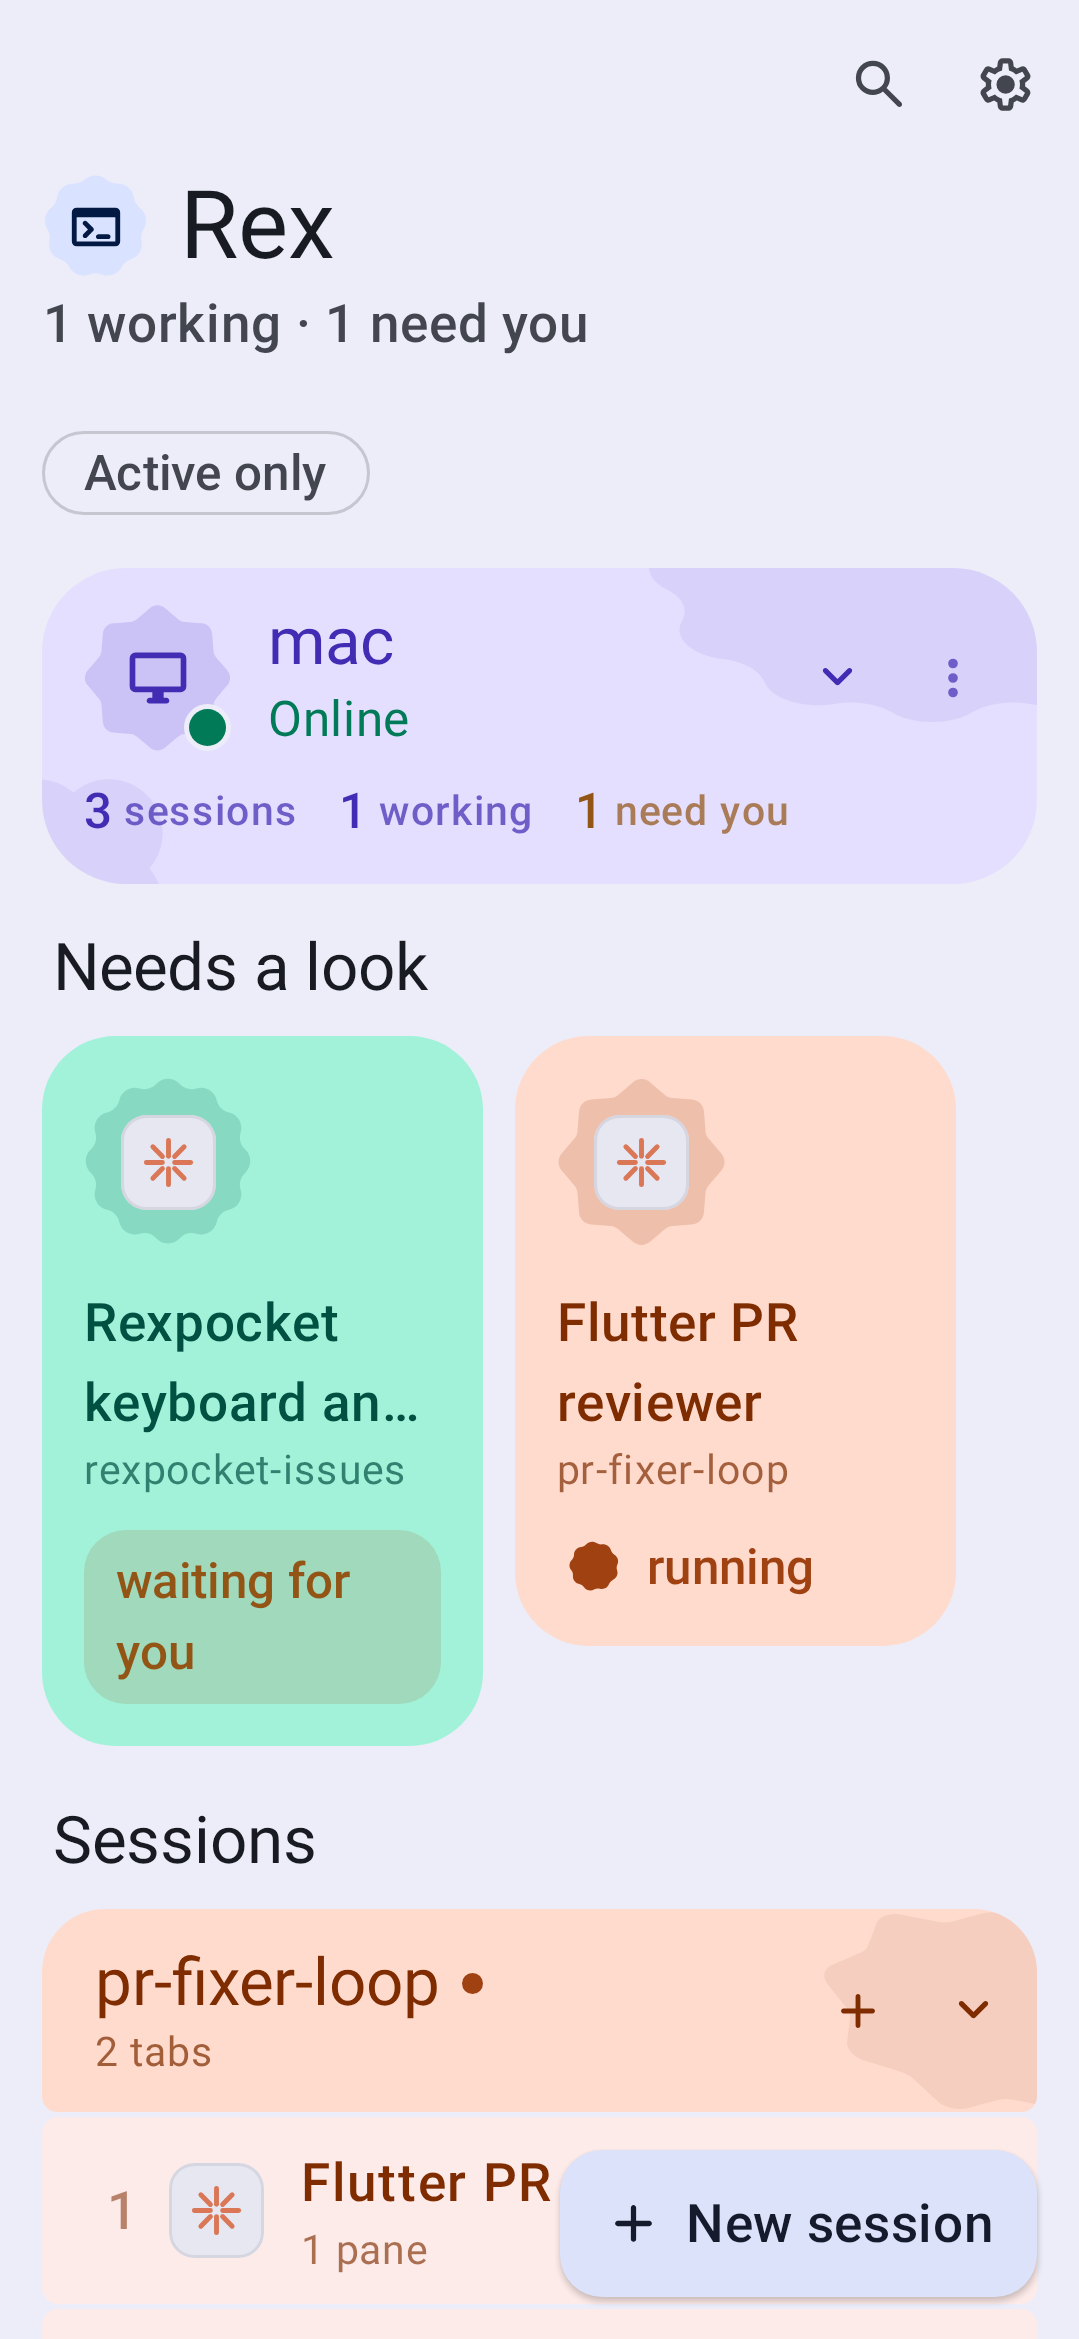 Rex
1 working · 1 need you
Active only
mac
Online
3 sessions 1 working 1 need you
Needs a look
Rexpocket
keyboard an…
rexpocket-issues
waiting for
you
Flutter PR
reviewer
pr-fixer-loop
running
Sessions
pr-fixer-loop
2 tabs
1
Flutter PR
1 pane
New session